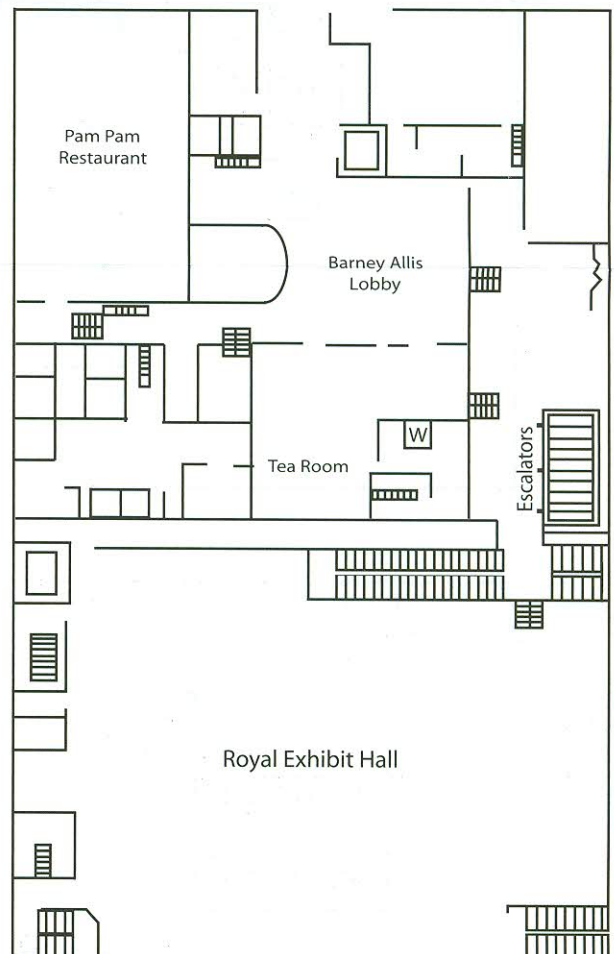 Pam Pam
Restaurant
Barney Allis
Lobby
W
Escalators
Tea Room
Royal Exhibit Hall